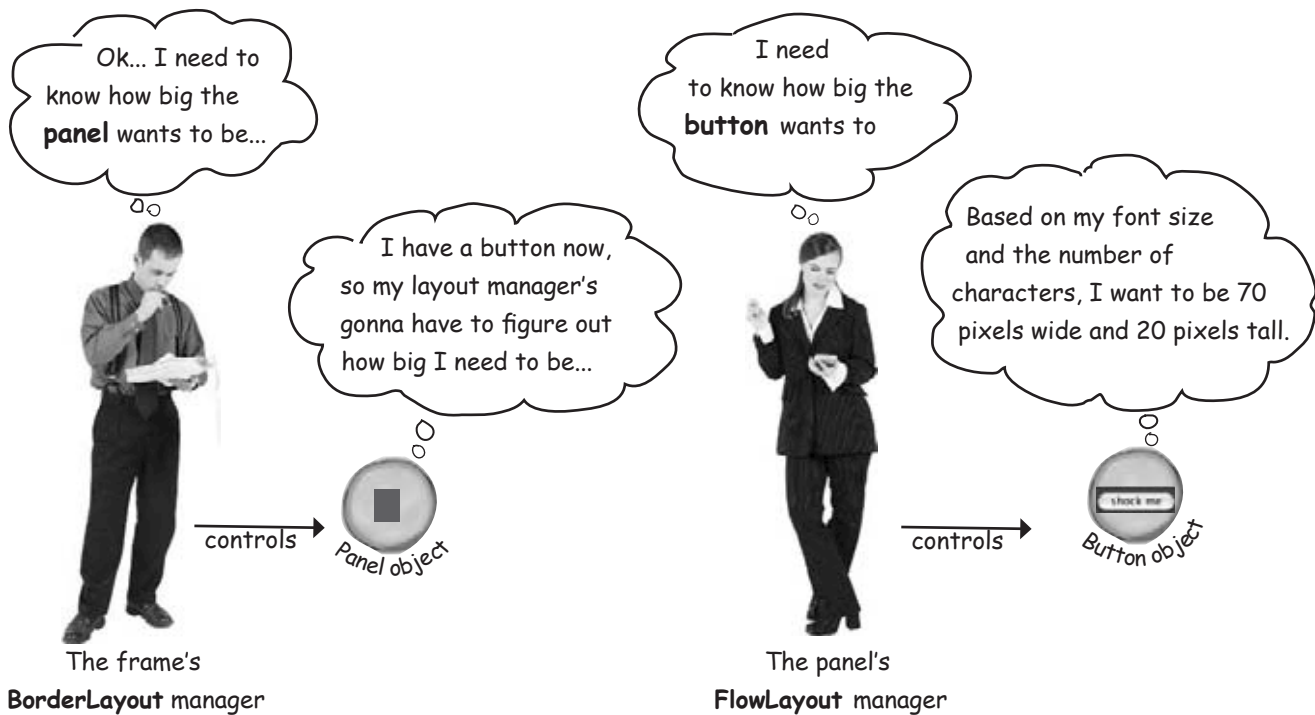 Ok... I need to
know how big the
panel wants to be...
I have a button now,
so my layout manager's
gonna have to figure out
how big I need to be...
controls
Panel object
The frame's
BorderLayout manager
I need
to know how big the
button wants to
Based on my font size
and the number of
characters, I want to be 70
pixels wide and 20 pixels tall.
shock me
controls
Button object
The panel's
FlowLayout manager